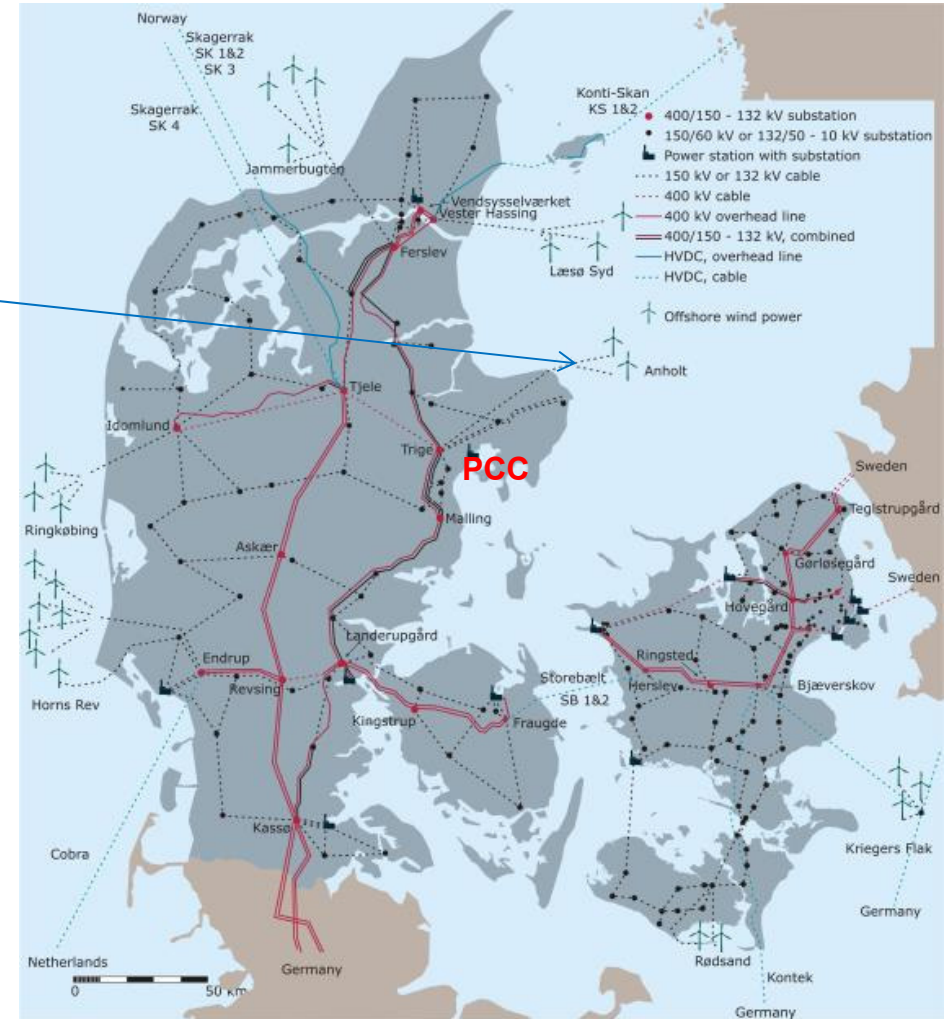 Norway
Skagerrak
SK 1&2
SK 3
Skagerrak
SK 4
Jammerbugten
Konti-Skan
KS 1&2
400/150 - 132 kV substation
150/60 kV or 132/50 - 10 kV substation
Power station with substation
150 kV or 132 kV cable
400 kV cable
400 kV overhead line
400/150 - 132 kV, combined
HVDC, overhead line
HVDC, cable
Offshore wind power
Vendsysselværket
Vester Hassing
Ferslev
Læsø Syd
Anholt
Tjele
Idomlund
Trige
PCC
Ringkøbing
Malling
Askær
Sweden
Teglstrupgård
Gørløsegård
Sweden
Hovegård
Landerupgård
Endrup
Revsing
Horns Rev
Kingstrup
Fraugde
Storebælt
SB 1&2
Ringsted
Herslev
Bjæverskov
Kassø
Cobra
Kriegers Flak
Germany
Netherlands
50 km
Germany
Rødsand
Kontek
Germany